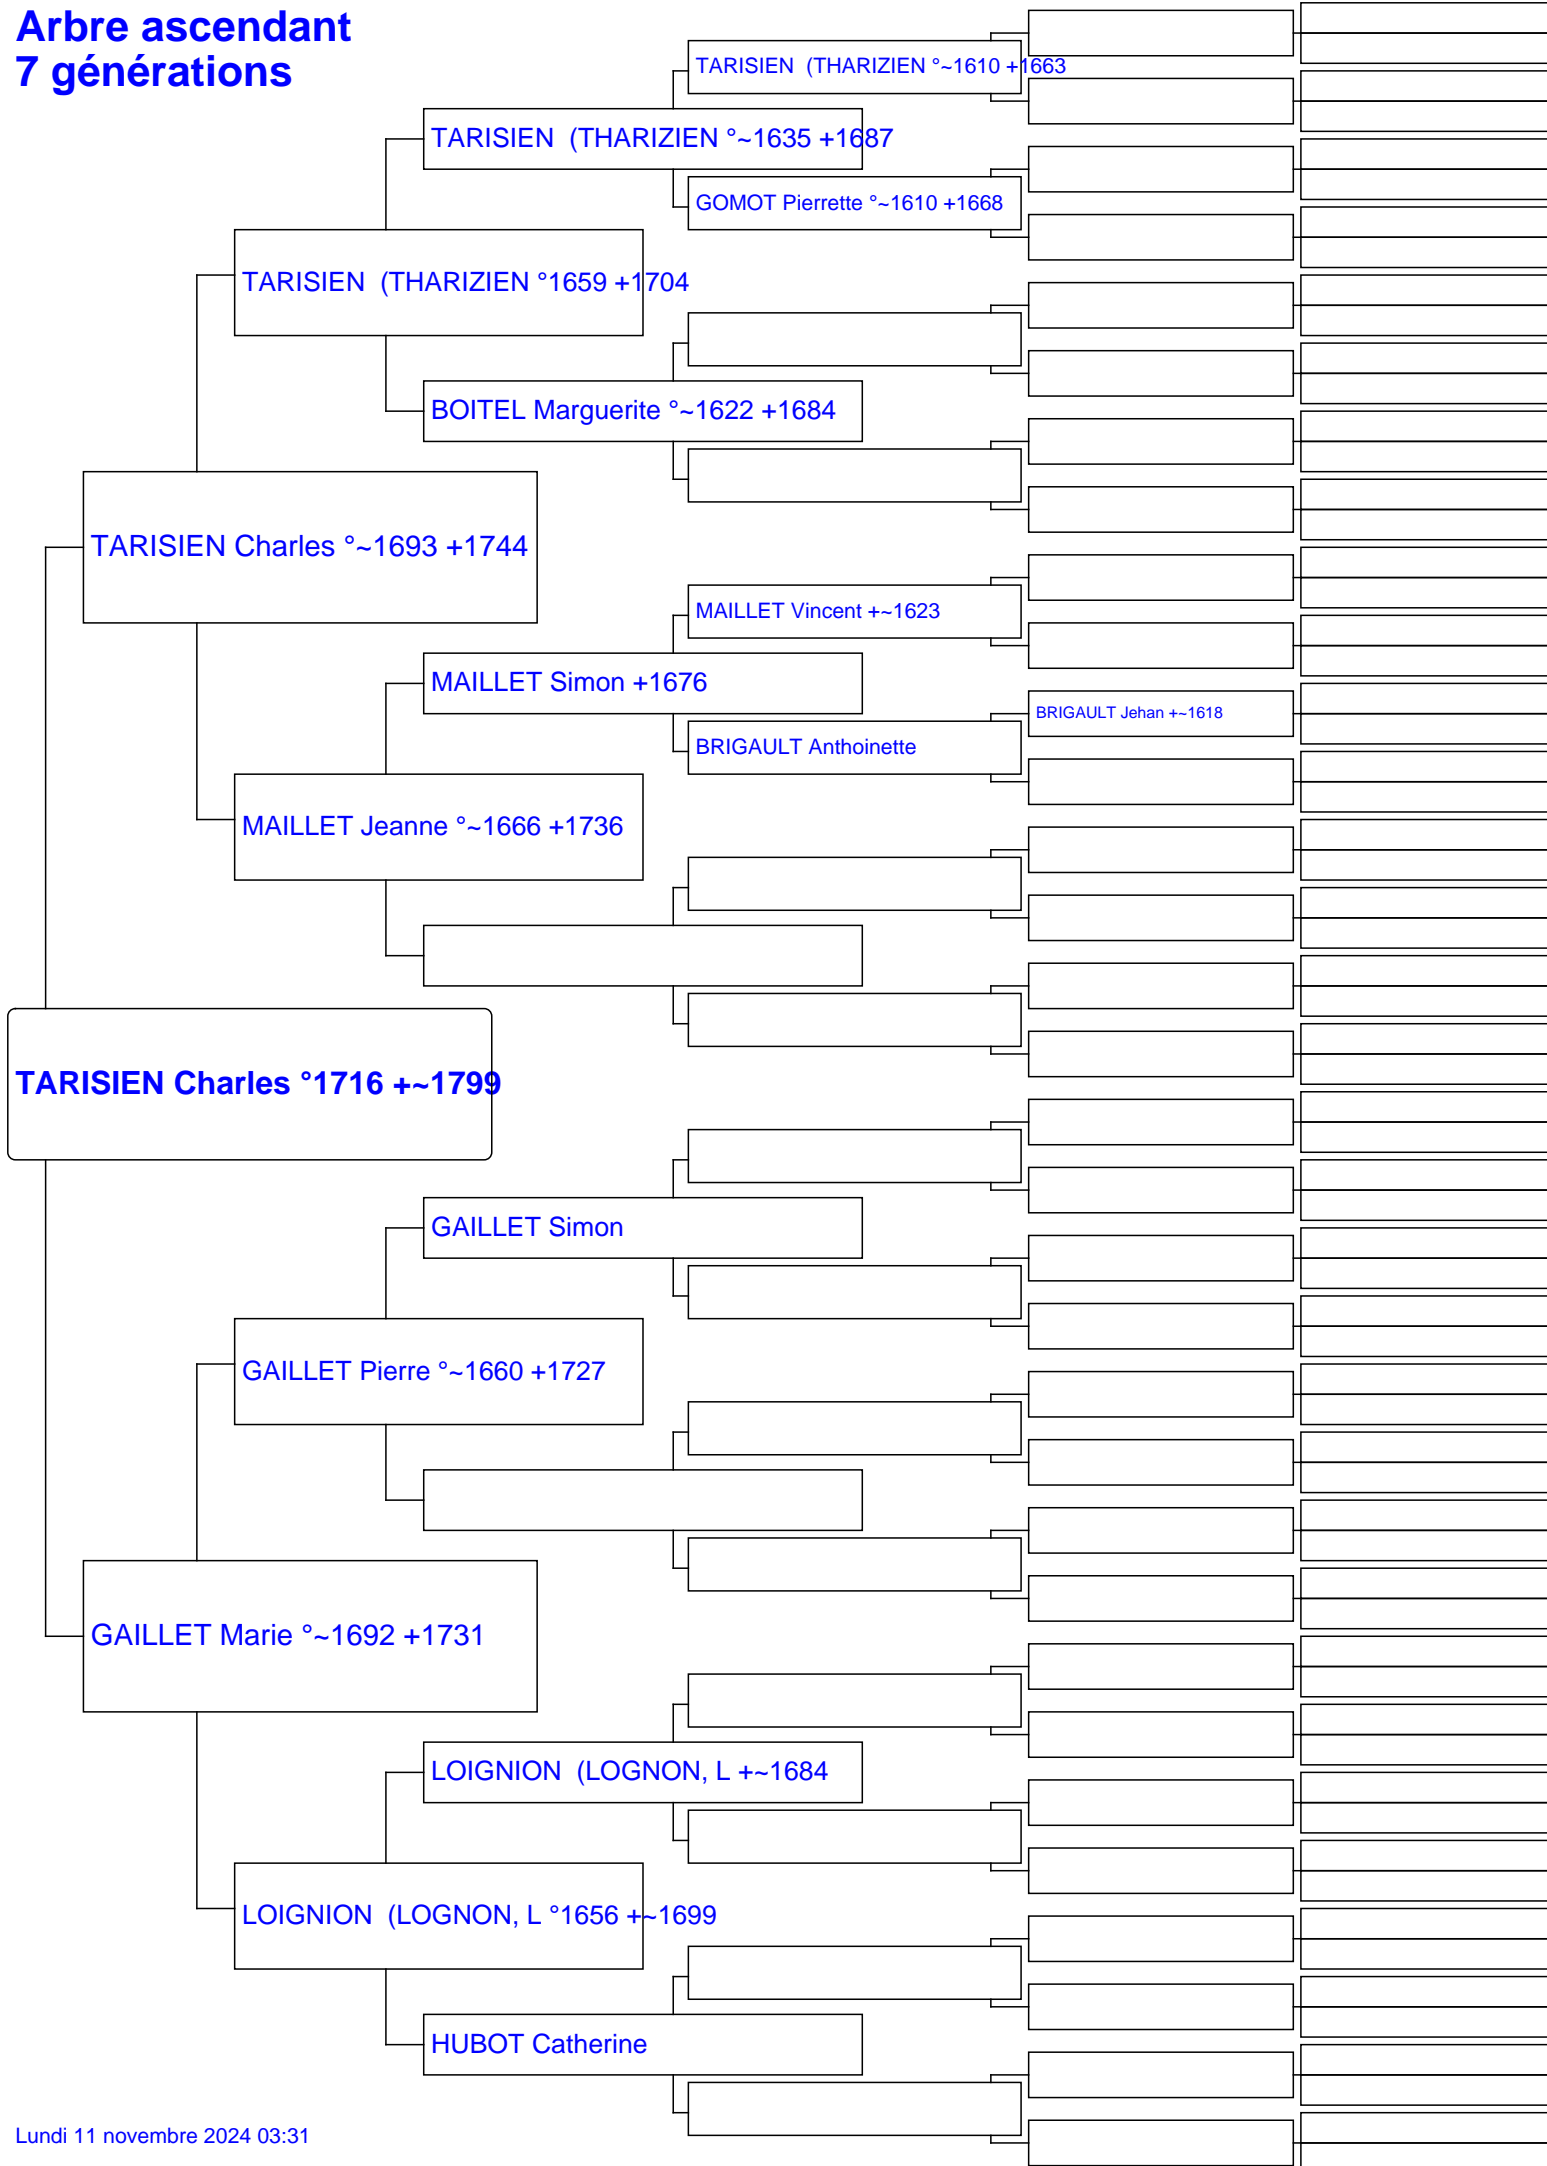 Arbre ascendant
7 générations
TARISIEN  (THARIZIEN °~1610 +1663
TARISIEN  (THARIZIEN °~1635 +1687
GOMOT Pierrette °~1610 +1668
TARISIEN  (THARIZIEN °1659 +1704
BOITEL Marguerite °~1622 +1684
TARISIEN Charles °~1693 +1744
MAILLET Vincent +~1623
MAILLET Simon +1676
BRIGAULT Jehan +~1618
BRIGAULT Anthoinette
MAILLET Jeanne °~1666 +1736
TARISIEN Charles °1716 +~1799
GAILLET Simon
GAILLET Pierre °~1660 +1727
GAILLET Marie °~1692 +1731
LOIGNION  (LOGNON, L +~1684
LOIGNION  (LOGNON, L °1656 +~1699
HUBOT Catherine
Lundi 11 novembre 2024 03:31